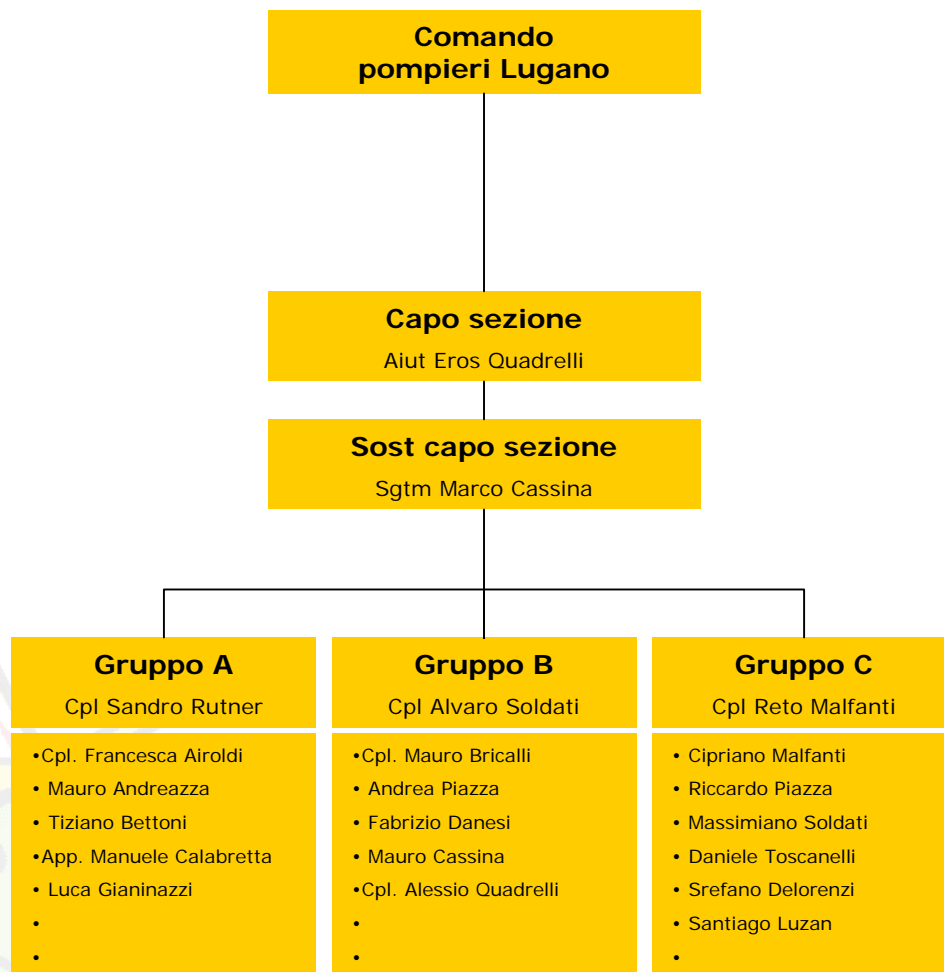 Comando
pompieri Lugano
Capo sezione
Aiut Eros Quadrelli
Sost capo sezione
Sgtm Marco Cassina
Gruppo A
Cpl Sandro Rutner
•Cpl. Francesca Airoldi
• Mauro Andreazza
• Tiziano Bettoni
•App. Manuele Calabretta
• Luca Gianinazzi
•
•
Gruppo B
Cpl Alvaro Soldati
•Cpl. Mauro Bricalli
• Andrea Piazza
• Fabrizio Danesi
• Mauro Cassina
•Cpl. Alessio Quadrelli
•
•
Gruppo C
Cpl Reto Malfanti
• Cipriano Malfanti
• Riccardo Piazza
• Massimiano Soldati
• Daniele Toscanelli
• Srefano Delorenzi
• Santiago Luzan
•